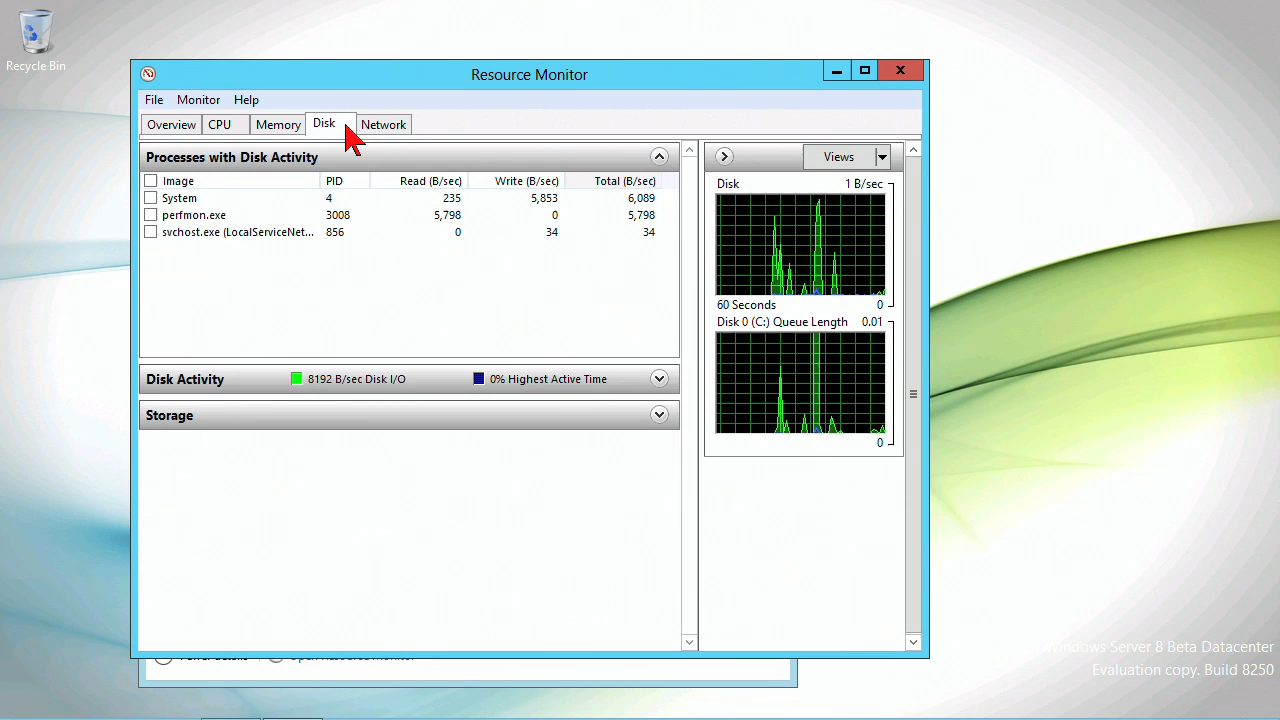 Recycle Bin
Resource Monitor
File Monitor Help
Overview CPU Memory Disk Network
Processes with Disk Activity
Image PID Read (B/sec) Write (B/sec) Total (B/sec)
System 4 235 5,853 6,089
perfmon.exe 3008 5,798 0 5,798
svchost.exe (LocalServiceNet... 856 0 34 34
Disk Activity 8192 B/sec Disk I/O 0% Highest Active Time
Storage
Views
Disk 1 B/sec
60 Seconds 0
Disk 0 (C:) Queue Length 0.01
0
Windows Server 8 Beta Datacenter
Evaluation copy. Build 8250